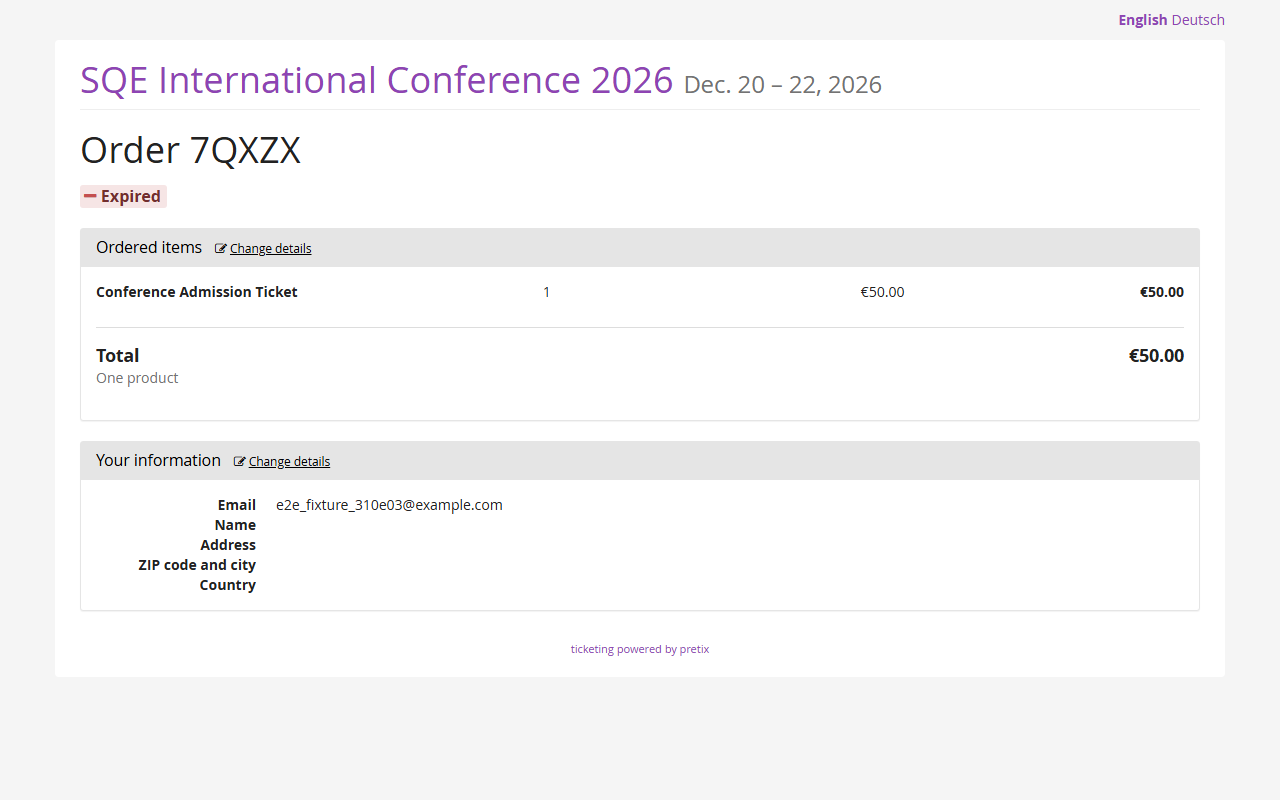 English Deutsch
SQE International Conference 2026 Dec. 20 – 22, 2026
Order 7QXZX
Expired
Ordered items Change details
Conference Admission Ticket 1 €50.00 €50.00
Total €50.00
One product
Your information Change details
Email e2e_fixture_310e03@example.com
Name
Address
ZIP code and city
Country
ticketing powered by pretix